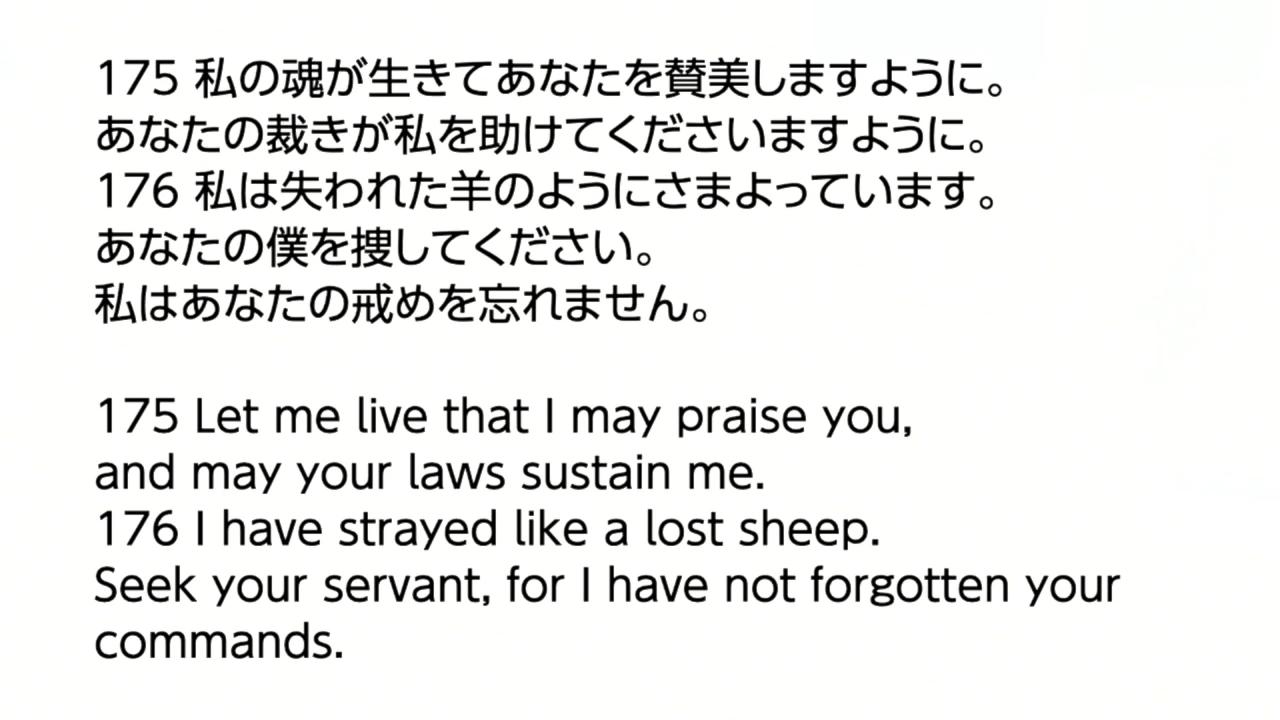 175 私の魂が生きてあなたを賛美しますように。
あなたの裁きが私を助けてくださいますように。
176 私は失われた羊のようにさまよっています。
あなたの僕を捜してください。
私はあなたの戒めを忘れません。
175 Let me live that I may praise you,
and may your laws sustain me.
176 I have strayed like a lost sheep.
Seek your servant, for I have not forgotten your
commands.